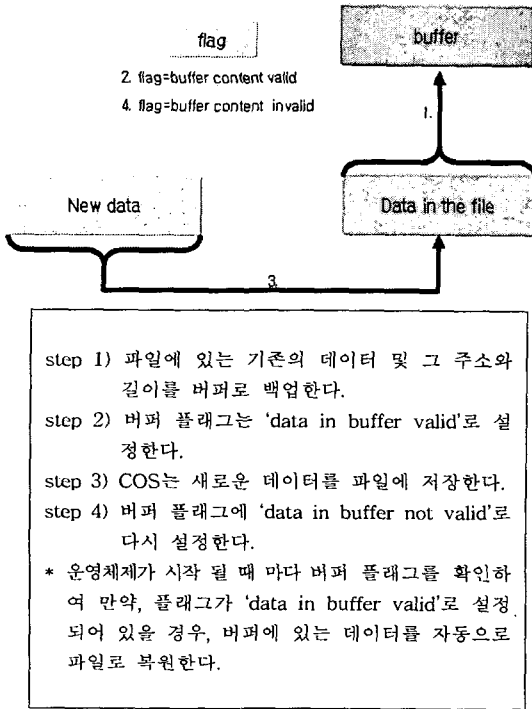 flag
buffer
2. flag=buffer content valid
4. flag=buffer content invalid
1.
New data
Data in the file
3.
step 1) 파일에 있는 기존의 데이터 및 그 주소와
길이를 버퍼로 백업한다.
step 2) 버퍼 플래그는 'data in buffer valid'로 설
정한다.
step 3) COS는 새로운 데이터를 파일에 저장한다.
step 4) 버퍼 플래그에 'data in buffer not valid'로
다시 설정한다.
* 운영체제가 시작 될 때 마다 버퍼 플래그를 확인하
여 만약, 플래그가 'data in buffer valid'로 설정
되어 있을 경우, 버퍼에 있는 데이터를 자동으로
파일로 복원한다.